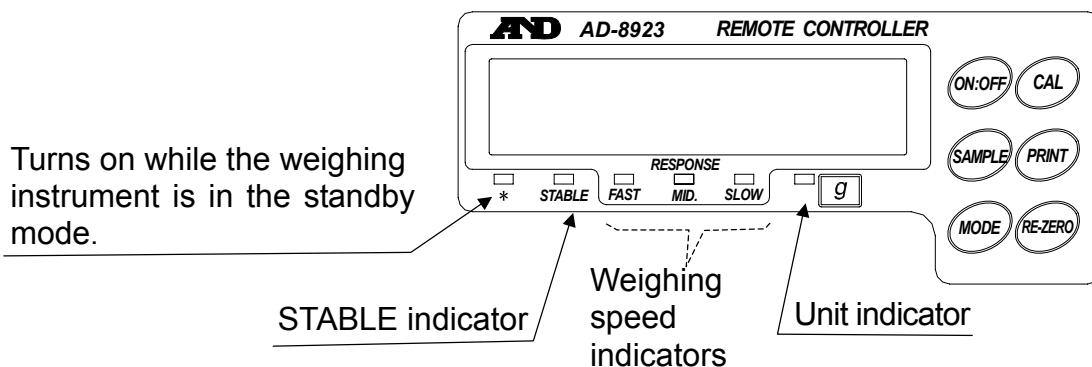 AND AD-8923 REMOTE CONTROLLER
ON:OFF CAL
SAMPLE PRINT
MODE RE-ZERO
RESPONSE
* STABLE FAST MID. SLOW g
Turns on while the weighing
instrument is in the standby
mode.
STABLE indicator
Weighing
speed
indicators
Unit indicator